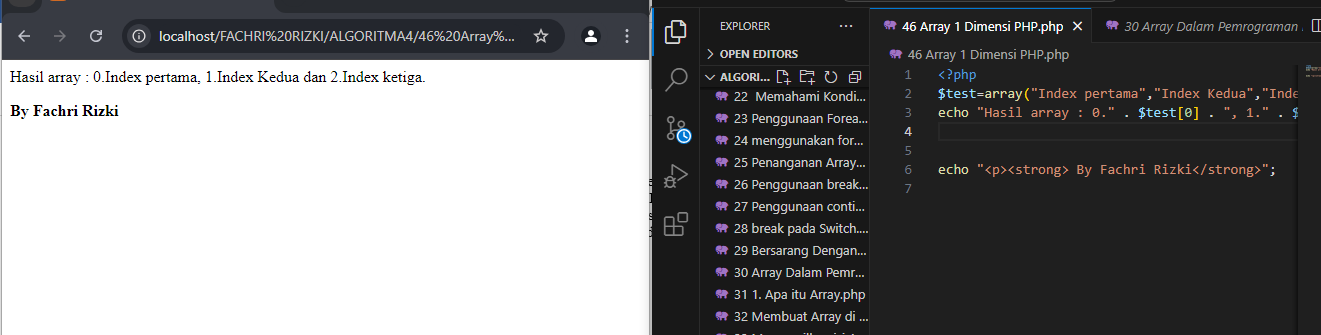 localhost/FACHRI%20RIZKI/ALGORITMA4/46%20Array%...
Hasil array : 0.Index pertama, 1.Index Kedua dan 2.Index ketiga.
By Fachri Rizki
EXPLORER
OPEN EDITORS
ALGORI...
22 Memahami Kondi...
23 Penggunaan Forea...
24 menggunakan for...
25 Penanganan Array...
26 Penggunaan break...
27 Penggunaan conti...
28 break pada Switch....
29 Bersarang Dengan...
30 Array Dalam Pemr...
31 1. Apa itu Array.php
32 Membuat Array di ...
46 Array 1 Dimensi PHP.php
30 Array Dalam Pemrograman
46 Array 1 Dimensi PHP.php
1 <?php
2 $test=array("Index pertama","Index Kedua","Inde
3 echo "Hasil array : 0." . $test[0] . ", 1." . $
4
5
6 echo "<p><strong> By Fachri Rizki</strong>";
7